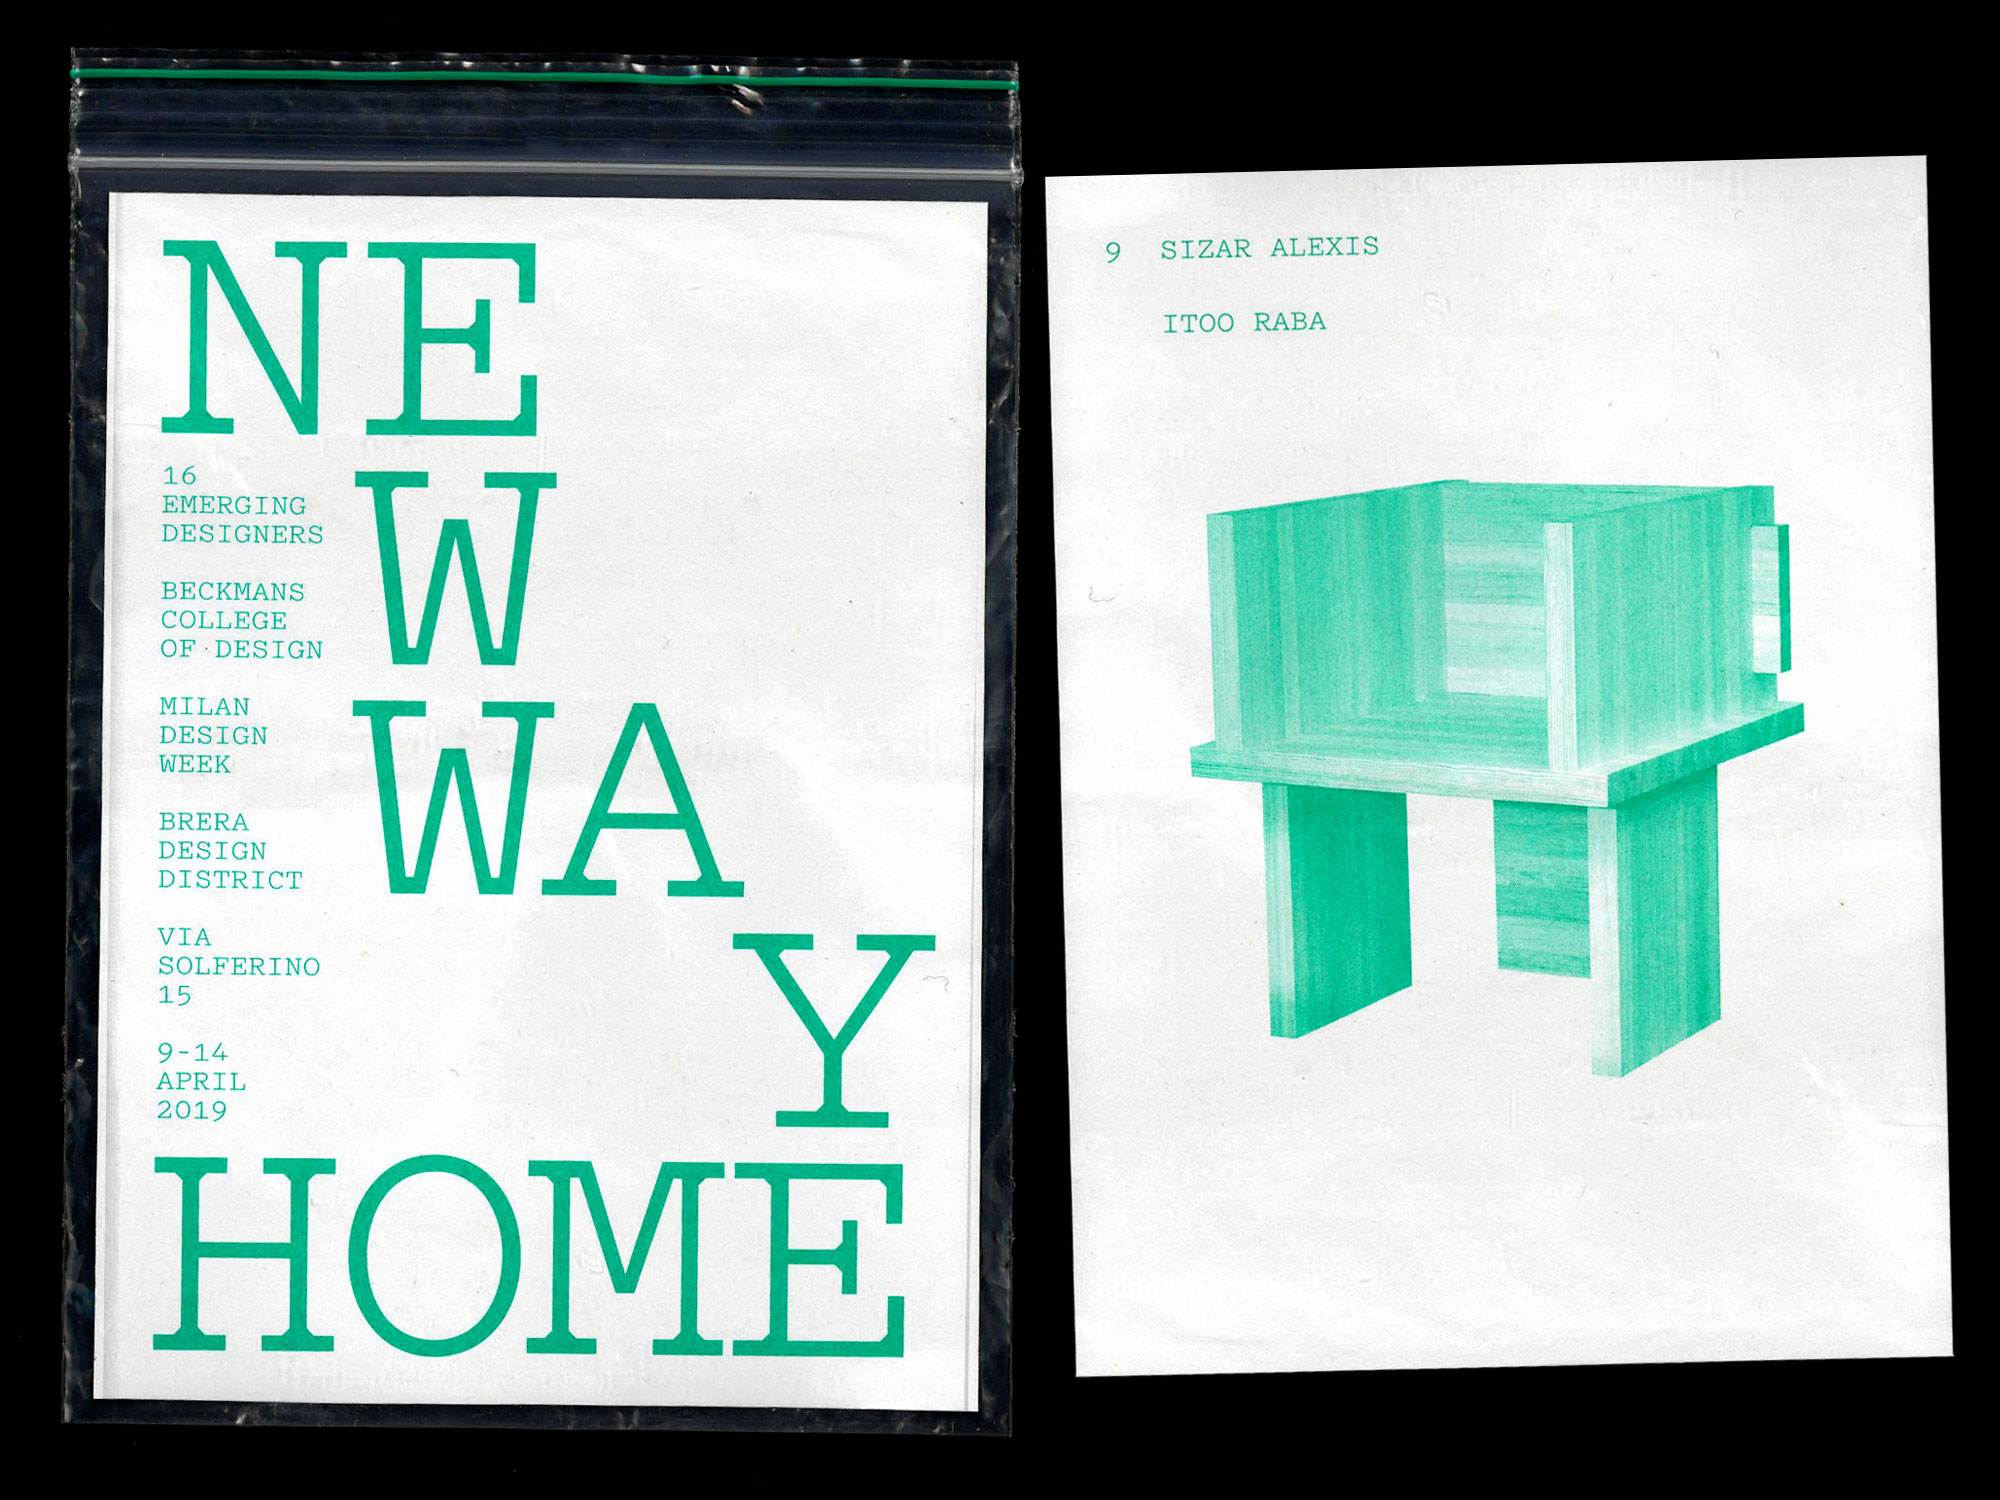 NE
W
WA
Y
HOME
16
EMERGING
DESIGNERS
BECKMANS
COLLEGE
OF DESIGN
MILAN
DESIGN
WEEK
BRERA
DESIGN
DISTRICT
VIA
SOLFERINO
15
9-14
APRIL
2019
9 SIZAR ALEXIS
ITOO RABA